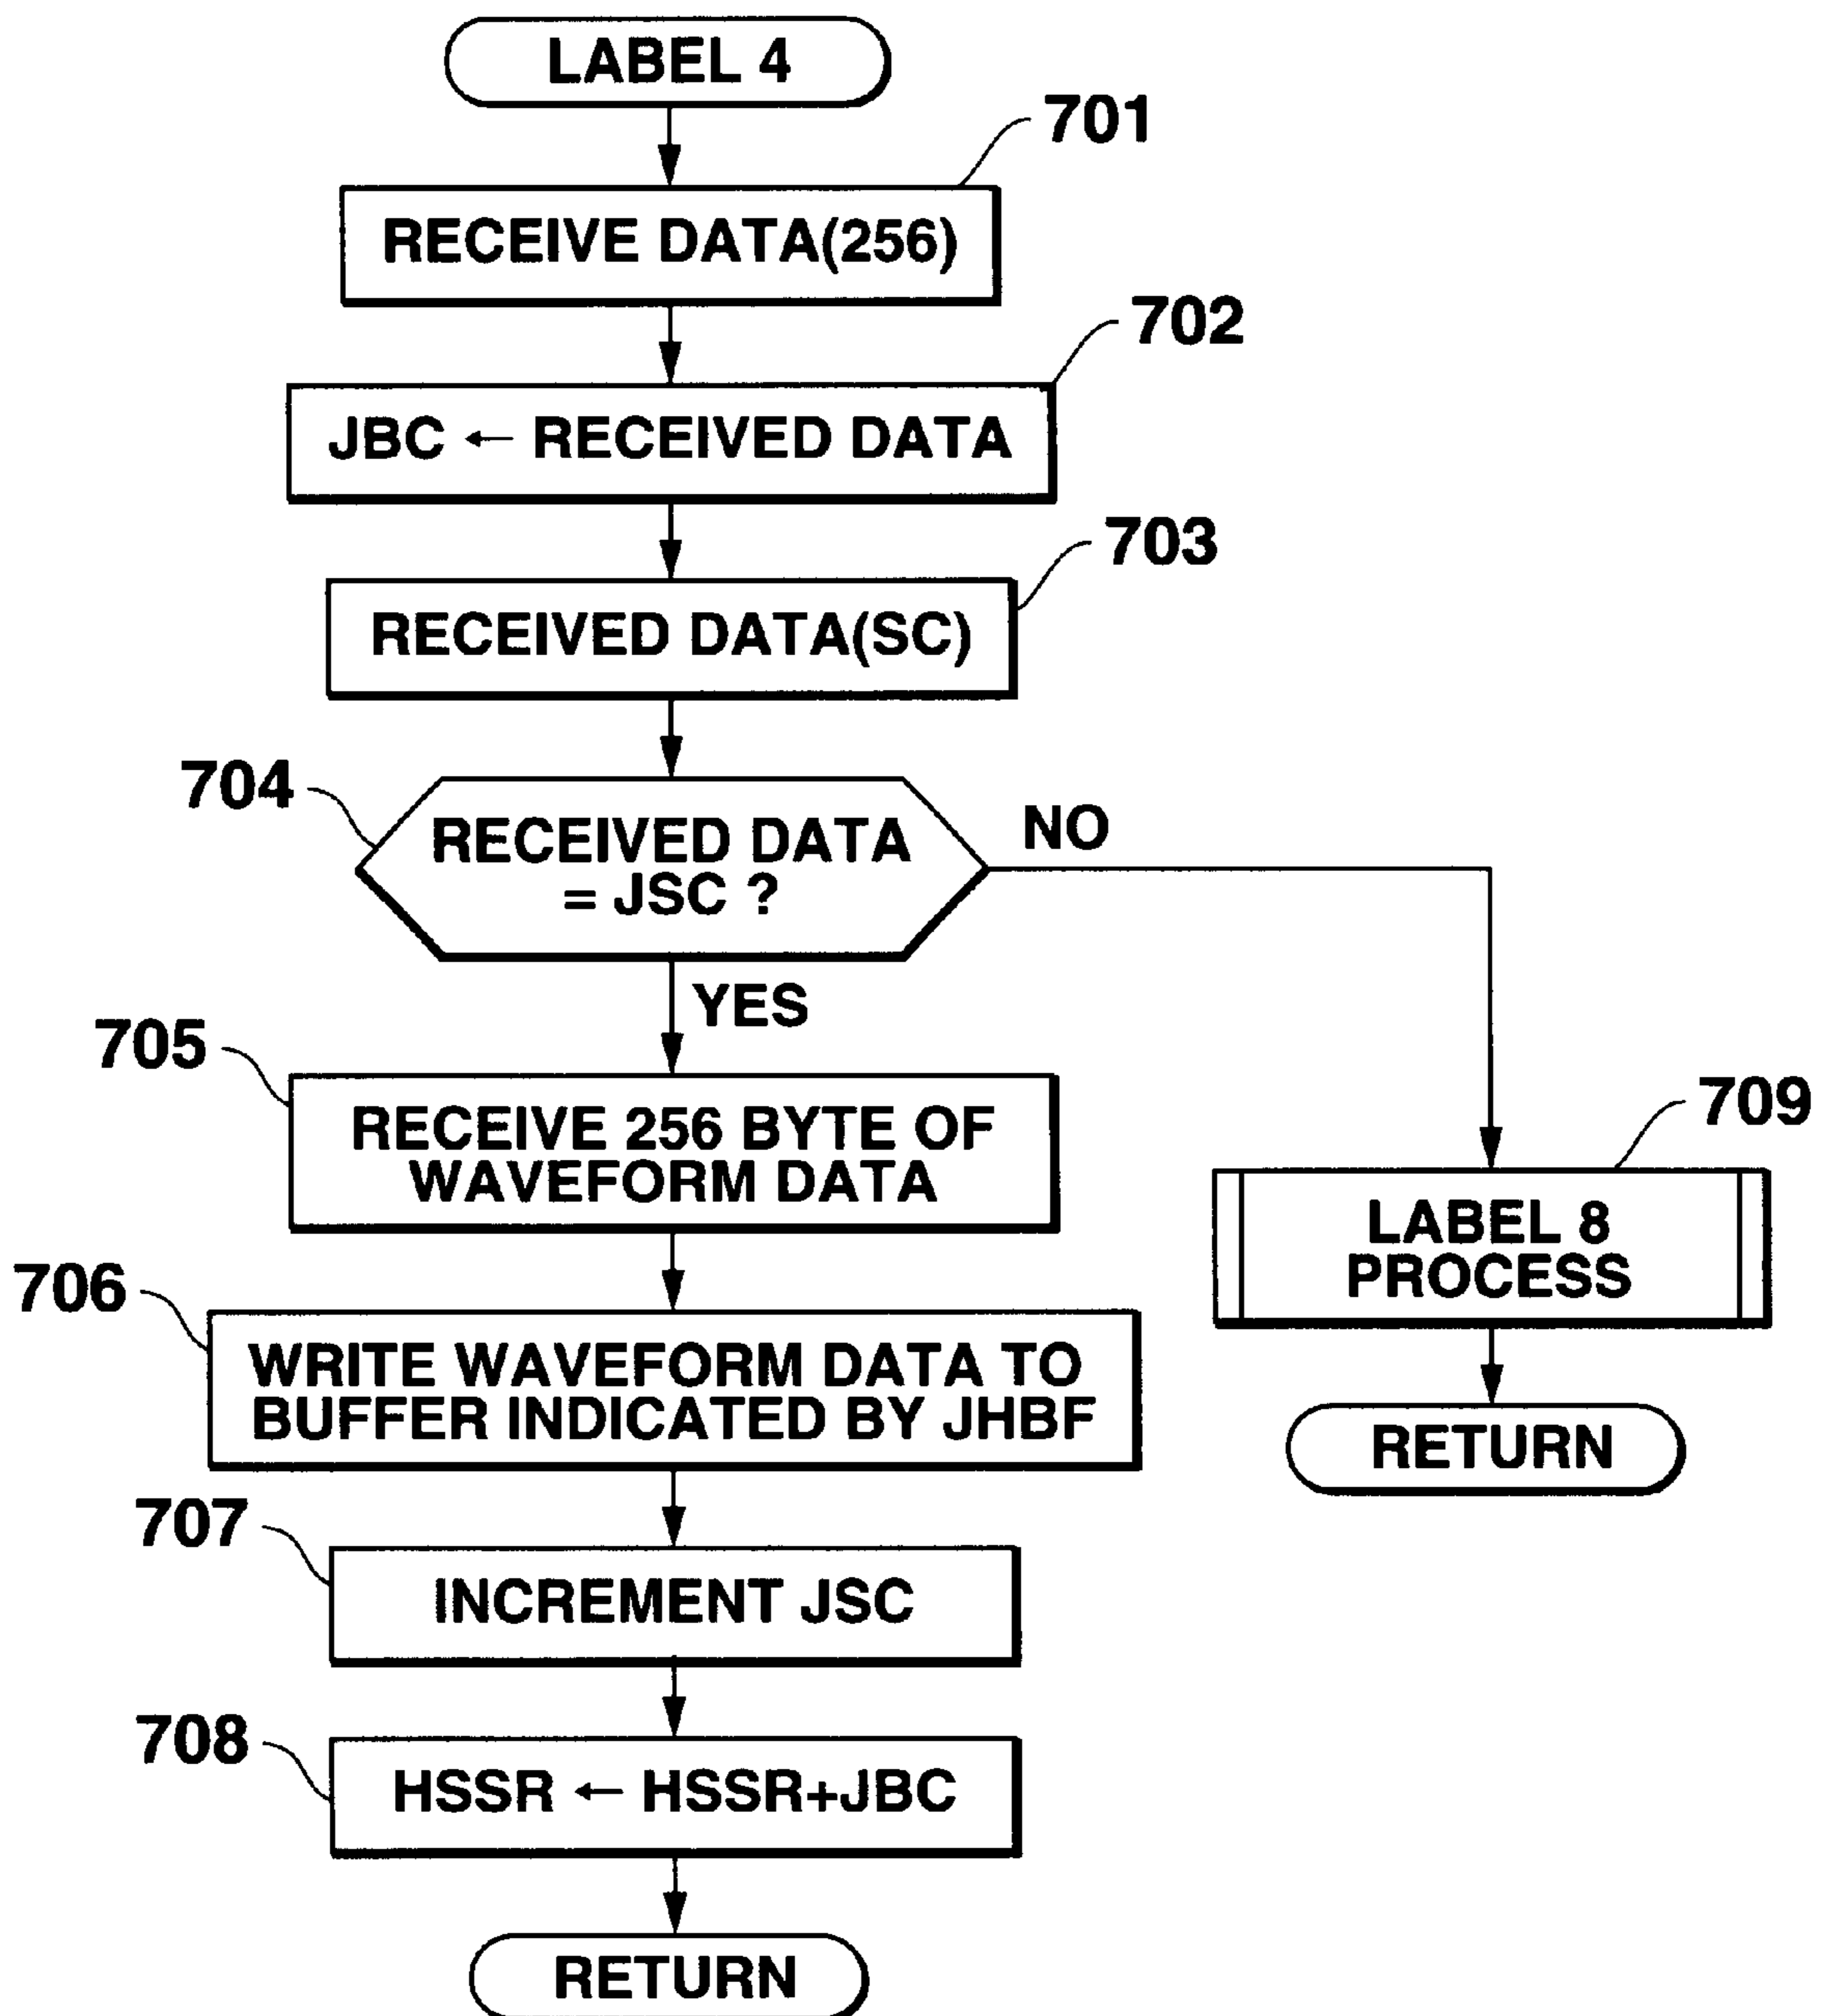 LABEL 4
701
RECEIVE DATA(256)
702
JBC ← RECEIVED DATA
703
RECEIVED DATA(SC)
704
RECEIVED DATA
= JSC ?
NO
YES
705
RECEIVE 256 BYTE OF
WAVEFORM DATA
709
LABEL 8
PROCESS
706
WRITE WAVEFORM DATA TO
BUFFER INDICATED BY JHBF
RETURN
707
INCREMENT JSC
708
HSSR ← HSSR+JBC
RETURN